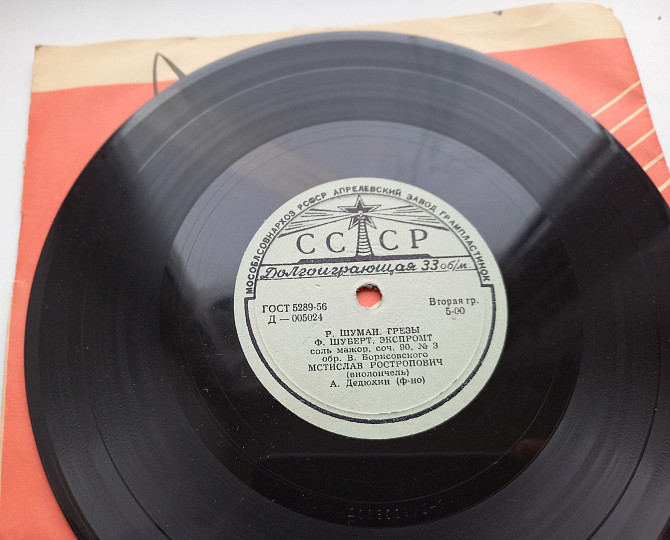 МОСОБЛСОВНАРХОЗ РСФСР АПРЕЛЕВСКИЙ ЗАВОД ГРАМПЛАСТИНОК
СССР
Долгоиграющая 33 об/м.
ГОСТ 5289-56
Д — 005024
Вторая гр.
5-00
Р. ШУМАН. ГРЕЗЫ
Ф. ШУБЕРТ. ЭКСПРОМТ
соль мажор, соч. 90, № 3
обр. В. Борисовского
МСТИСЛАВ РОСТРОПОВИЧ
(виолончель)
А. Дедюхин (ф-но)